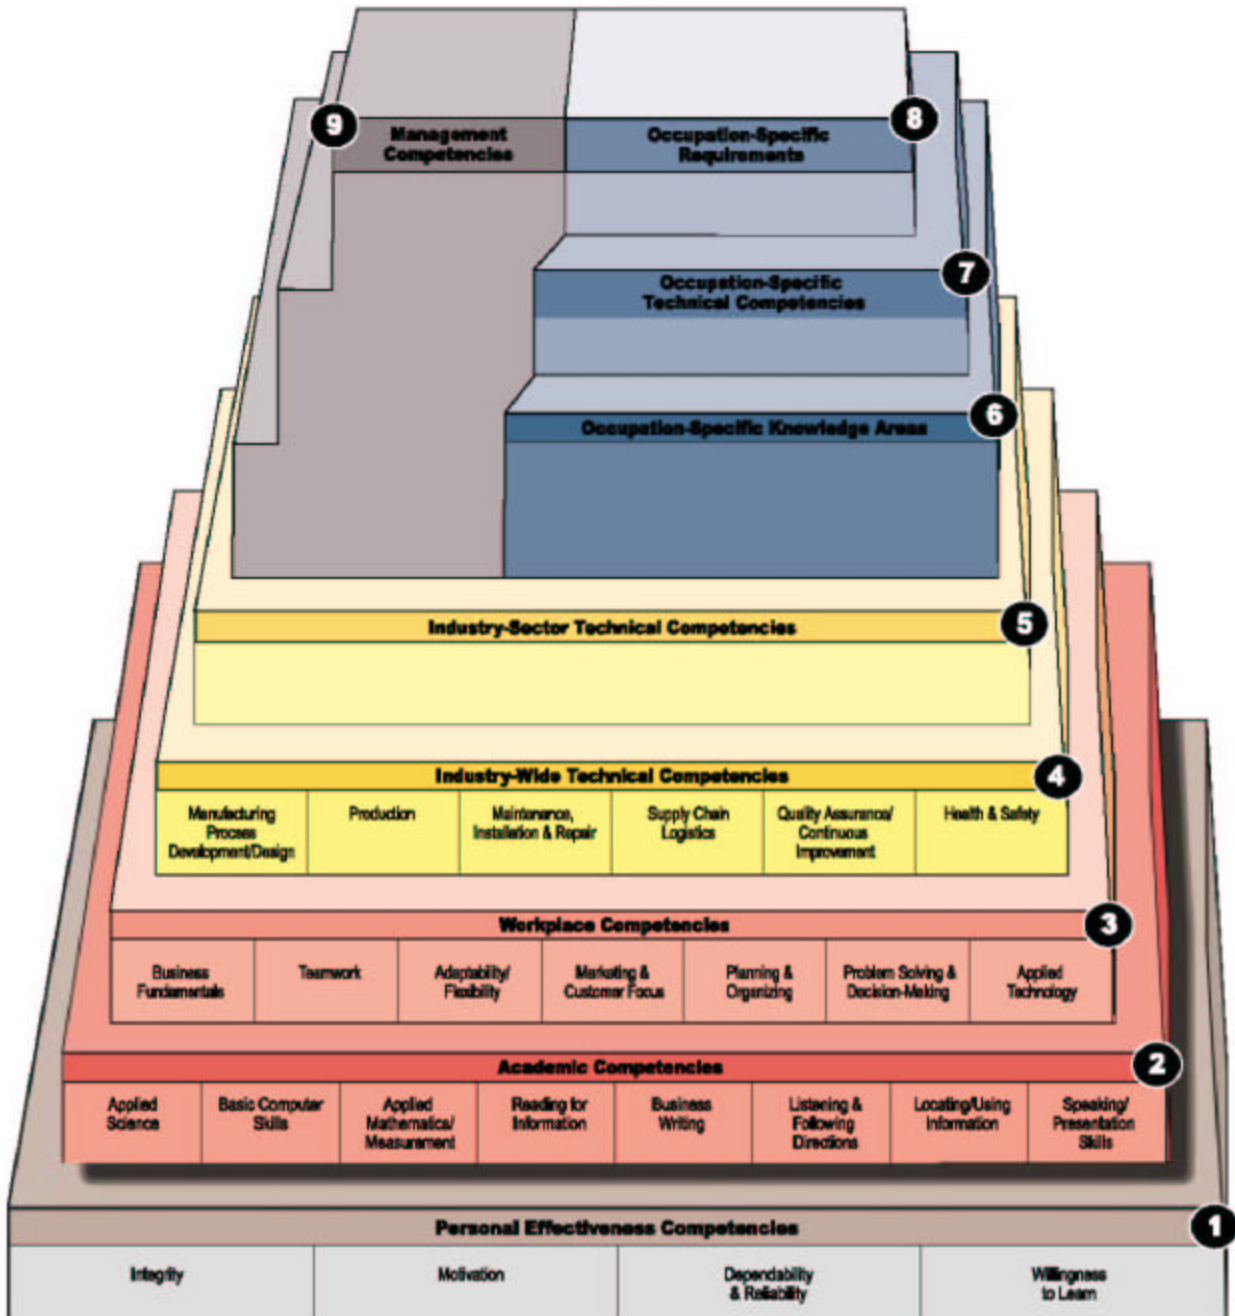 9
Management
Competencies
Occupation-Specific
Requirements
8
Occupation-Specific
Technical Competencies
7
Occupation-Specific Knowledge Areas
6
Industry-Sector Technical Competencies
5
Industry-Wide Technical Competencies
4
Manufacturing
Process
Development/Design
Production
Maintenance,
Installation & Repair
Supply Chain
Logistics
Quality Assurance/
Continuous
Improvement
Health & Safety
Workplace Competencies
3
Business
Fundamentals
Teamwork
Adaptability/
Flexibility
Marketing &
Customer Focus
Planning &
Organizing
Problem Solving &
Decision-Making
Applied
Technology
Academic Competencies
2
Applied
Science
Basic Computer
Skills
Applied
Mathematics/
Measurement
Reading for
Information
Business
Writing
Listening &
Following
Directions
Locating/Using
Information
Speaking/
Presentation
Skills
Personal Effectiveness Competencies
1
Integrity
Motivation
Dependability
& Reliability
Willingness
to Learn